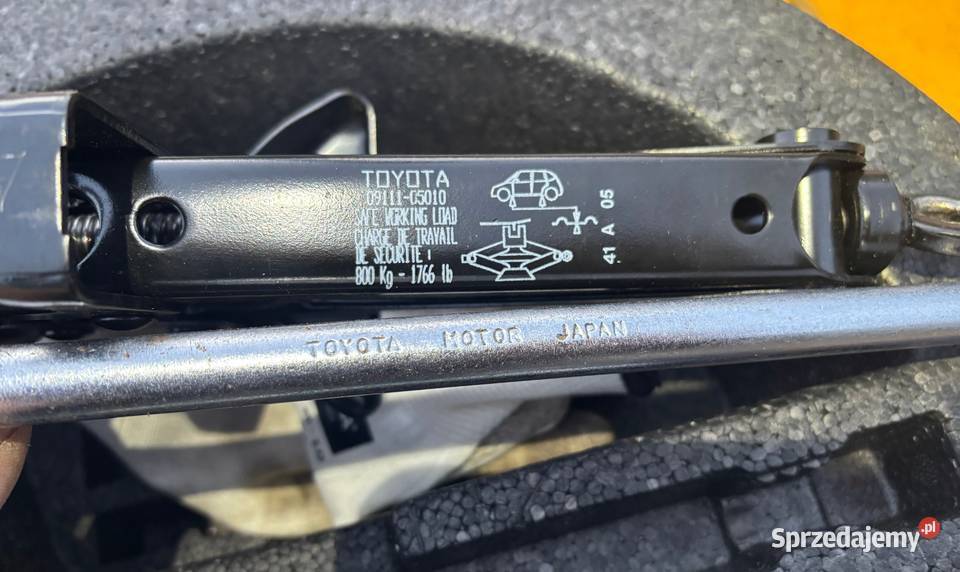 TOYOTA
09111-05010
SAFE WORKING LOAD
CHARGE DE TRAVAIL
DE SECURITE :
800 Kg - 1766 lb
41 A 05
TOYOTA MOTOR JAPAN
Sprzedajemy.pl